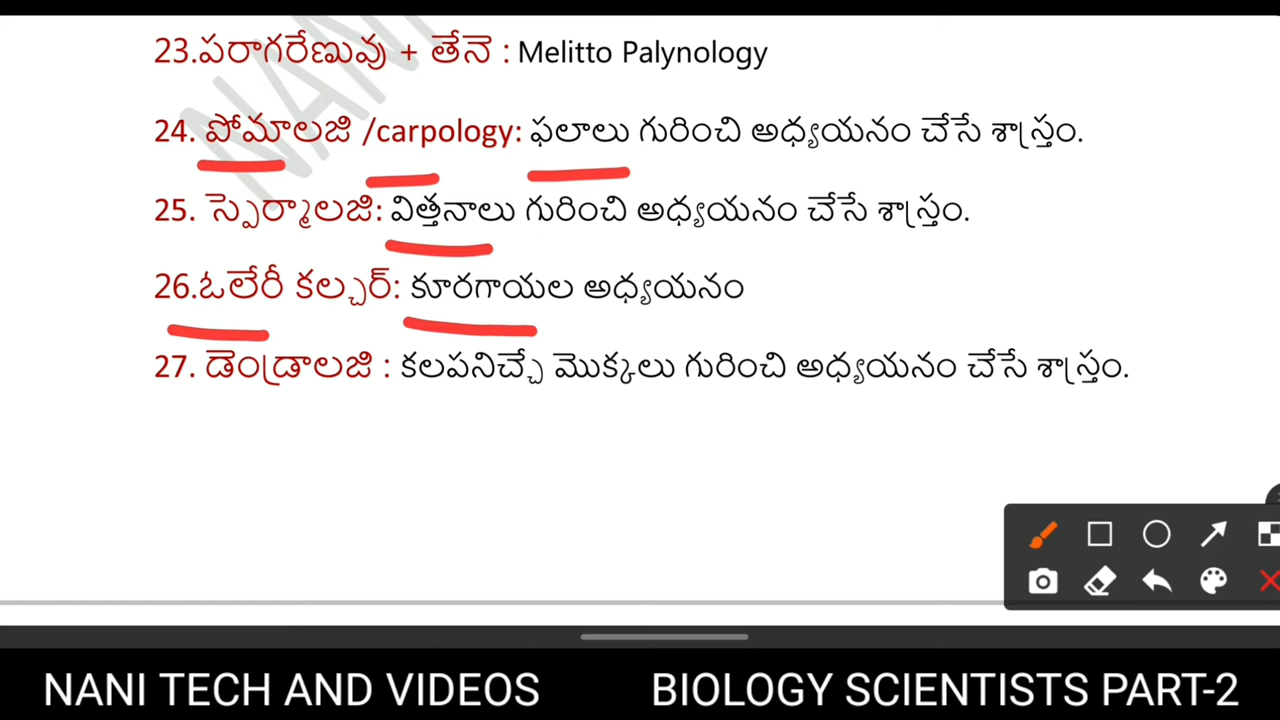 23.పరాగరేణువు + తేనె : Melitto Palynology
24. పోమాలజి /carpology: ఫలాలు గురించి అధ్యయనం చేసే శాస్త్రం.
25. స్పెర్మాలజి: విత్తనాలు గురించి అధ్యయనం చేసే శాస్త్రం.
26.ఓలేరీ కల్చర్: కూరగాయల అధ్యయనం
27. డెండ్రాలజి : కలపనిచ్చే మొక్కలు గురించి అధ్యయనం చేసే శాస్త్రం.
NANI TECH AND VIDEOS BIOLOGY SCIENTISTS PART-2